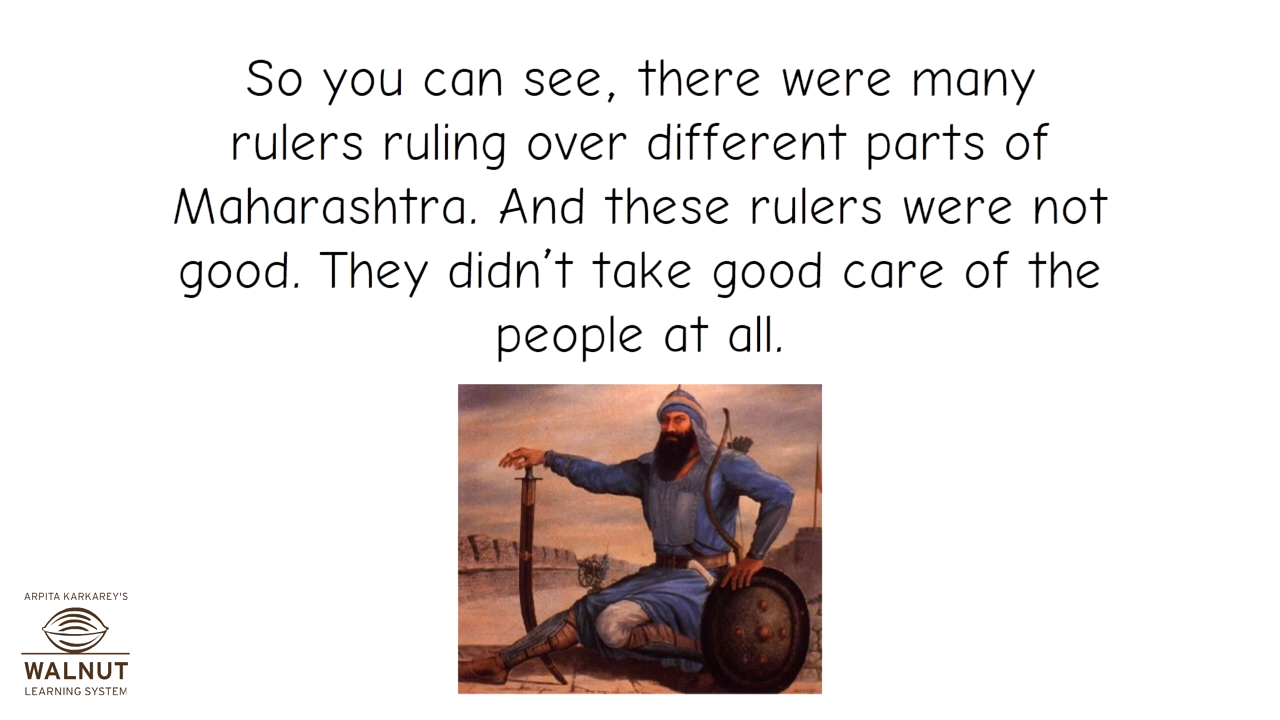 So you can see, there were many
rulers ruling over different parts of
Maharashtra. And these rulers were not
good. They didn't take good care of the
people at all.
ARPITA KARKAREY'S
WALNUT
LEARNING SYSTEM